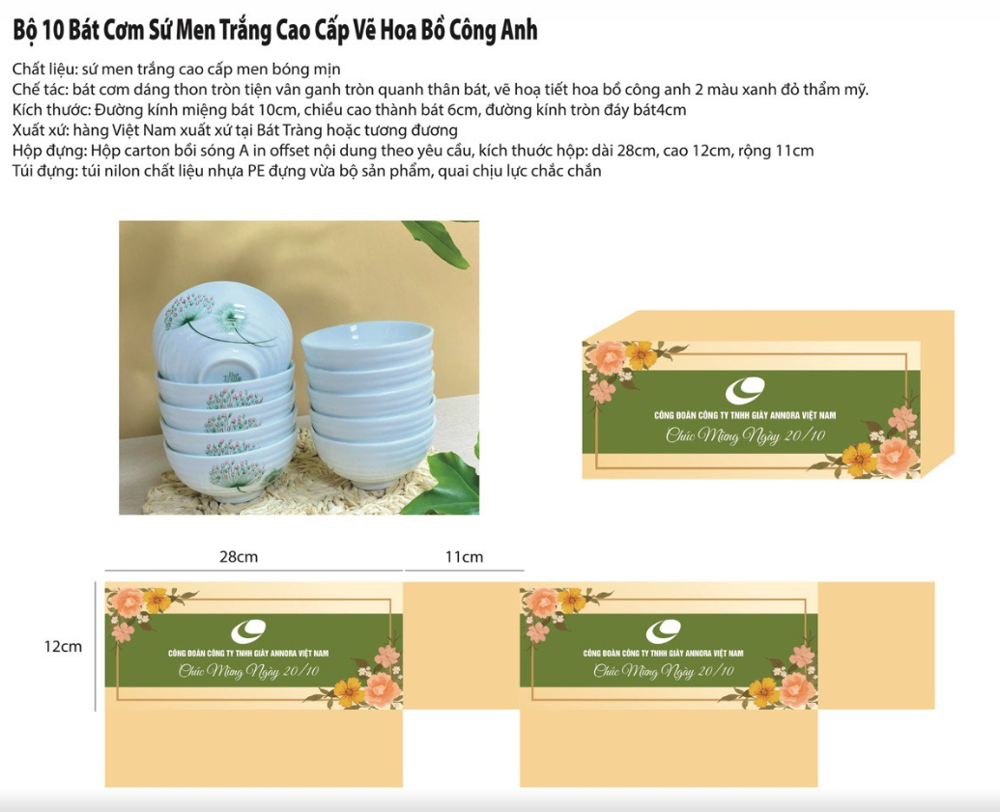 Bộ 10 Bát Cơm Sứ Men Trắng Cao Cấp Vẽ Hoa Bồ Công Anh
Chất liệu: sứ men trắng cao cấp men bóng mịn
Chế tác: bát cơm dáng thon tròn tiện vân ganh tròn quanh thân bát, vẽ hoạ tiết hoa bồ công anh 2 màu xanh đỏ thẩm mỹ.
Kích thước: Đường kính miệng bát 10cm, chiều cao thành bát 6cm, đường kính tròn đáy bát4cm
Xuất xứ: hàng Việt Nam xuất xứ tại Bát Tràng hoặc tương đương
Hộp đựng: Hộp carton bồi sóng A in offset nội dung theo yêu cầu, kích thuớc hộp: dài 28cm, cao 12cm, rộng 11cm
Túi đựng: túi nilon chất liệu nhựa PE đựng vừa bộ sản phẩm, quai chịu lực chắc chắn
CÔNG ĐOÀN CÔNG TY TNHH GIÀY ANNORA VIỆT NAM
Chúc Mừng Ngày 20/10
28cm
11cm
12cm
CÔNG ĐOÀN CÔNG TY TNHH GIÀY ANNORA VIỆT NAM
Chúc Mừng Ngày 20/10
CÔNG ĐOÀN CÔNG TY TNHH GIÀY ANNORA VIỆT NAM
Chúc Mừng Ngày 20/10